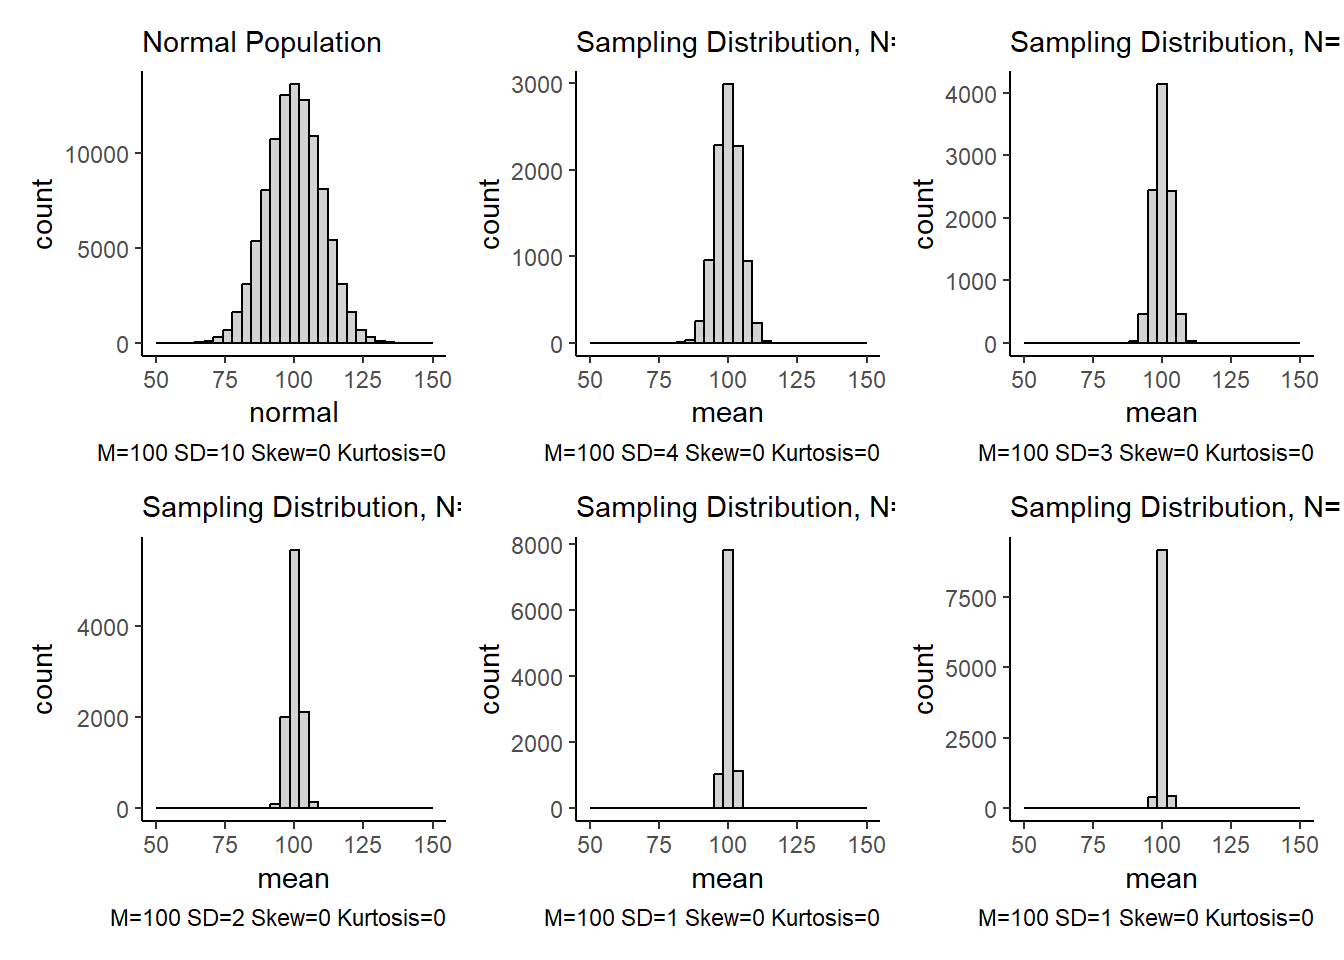 Normal Population
count
10000
5000
0
50 75 100 125 150
normal
M=100 SD=10 Skew=0 Kurtosis=0
Sampling Distribution, N=
count
3000
2000
1000
0
50 75 100 125 150
mean
M=100 SD=4 Skew=0 Kurtosis=0
Sampling Distribution, N=
count
4000
3000
2000
1000
0
50 75 100 125 150
mean
M=100 SD=3 Skew=0 Kurtosis=0
Sampling Distribution, N=
count
4000
2000
0
50 75 100 125 150
mean
M=100 SD=2 Skew=0 Kurtosis=0
Sampling Distribution, N=
count
8000
6000
4000
2000
0
50 75 100 125 150
mean
M=100 SD=1 Skew=0 Kurtosis=0
Sampling Distribution, N=
count
7500
5000
2500
0
50 75 100 125 150
mean
M=100 SD=1 Skew=0 Kurtosis=0